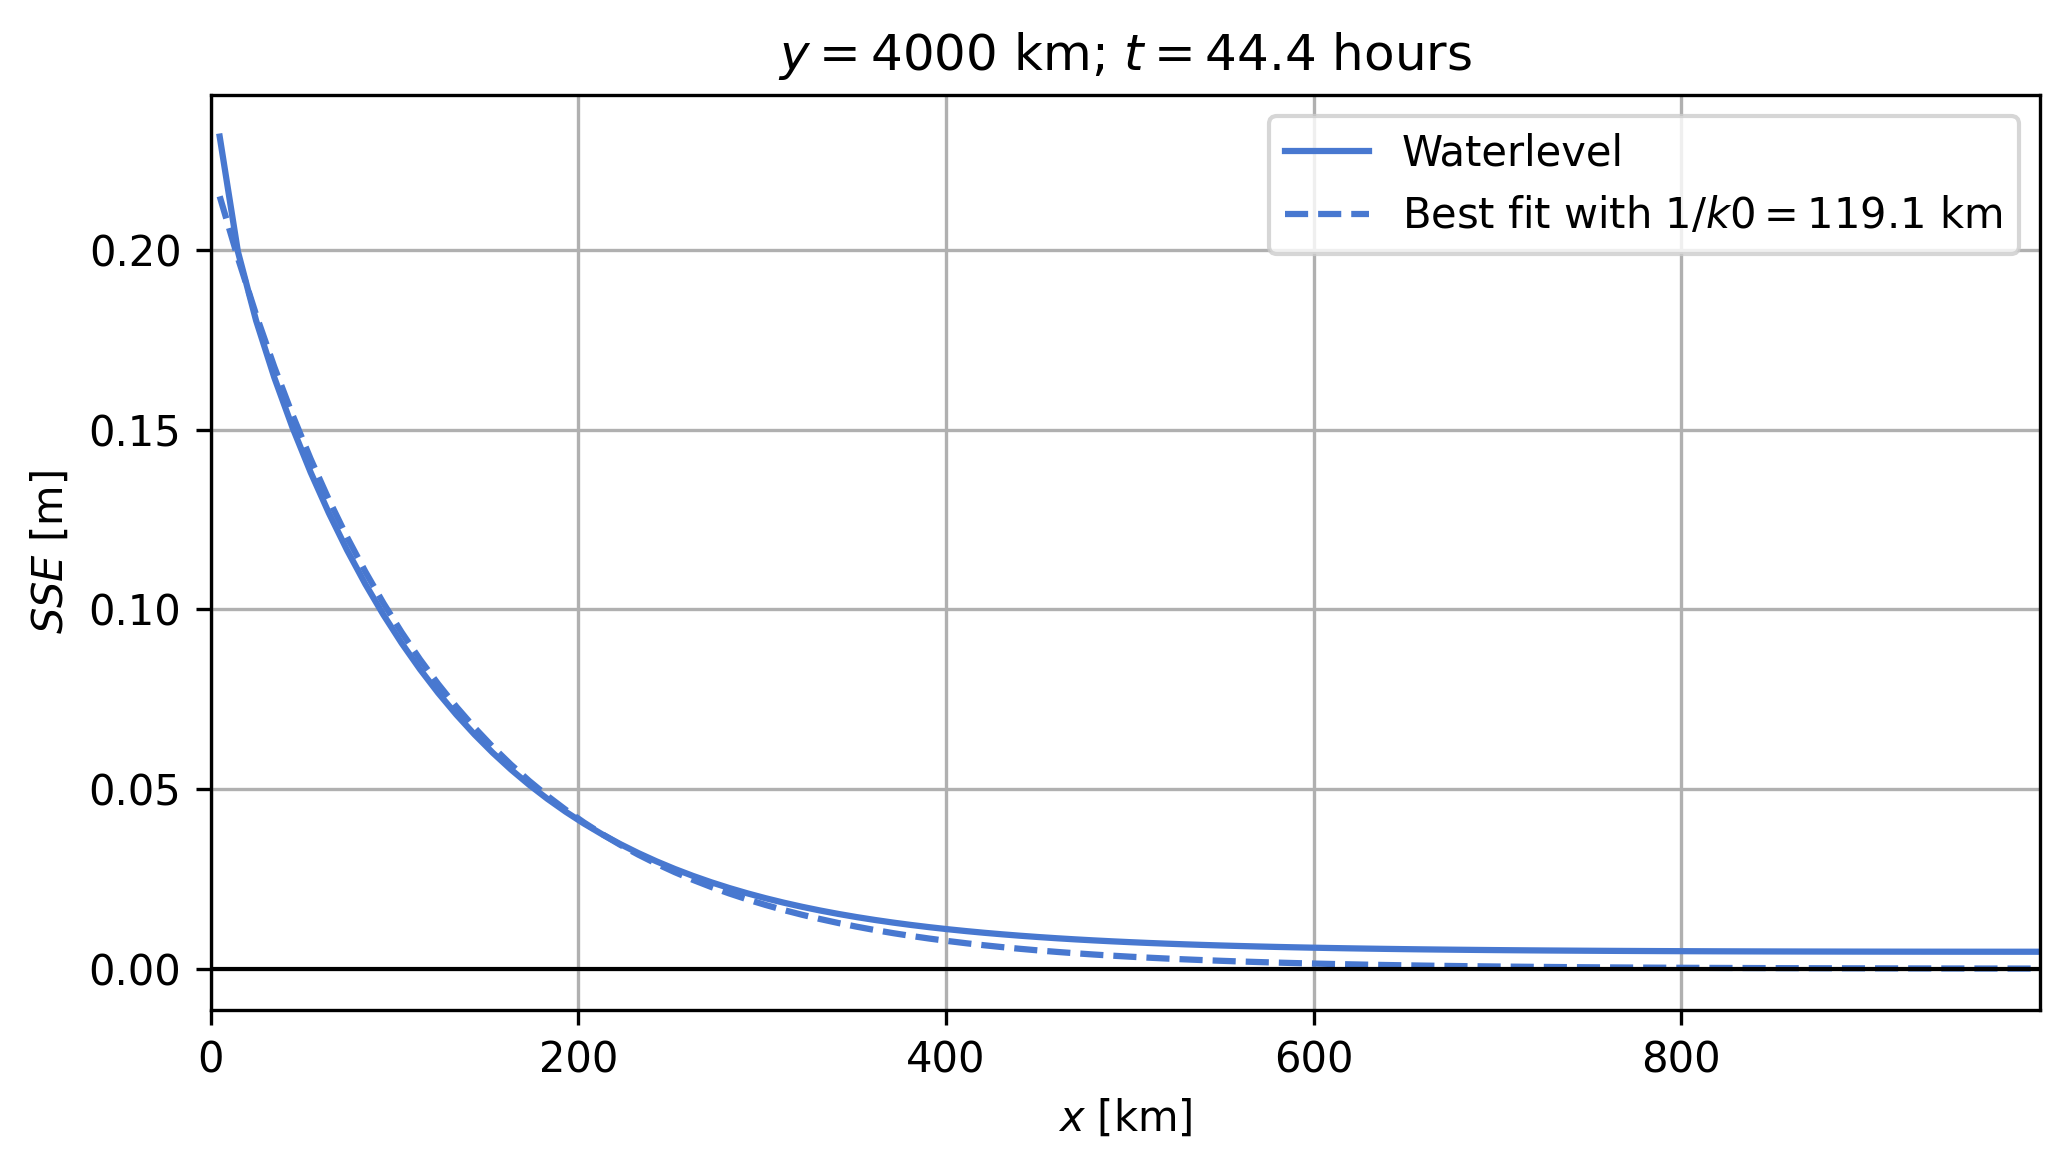 y = 4000 km; t = 44.4 hours
Waterlevel
Best fit with 1/k0 = 119.1 km
SSE [m]
0.20
0.15
0.10
0.05
0.00
0 200 400 600 800
x [km]